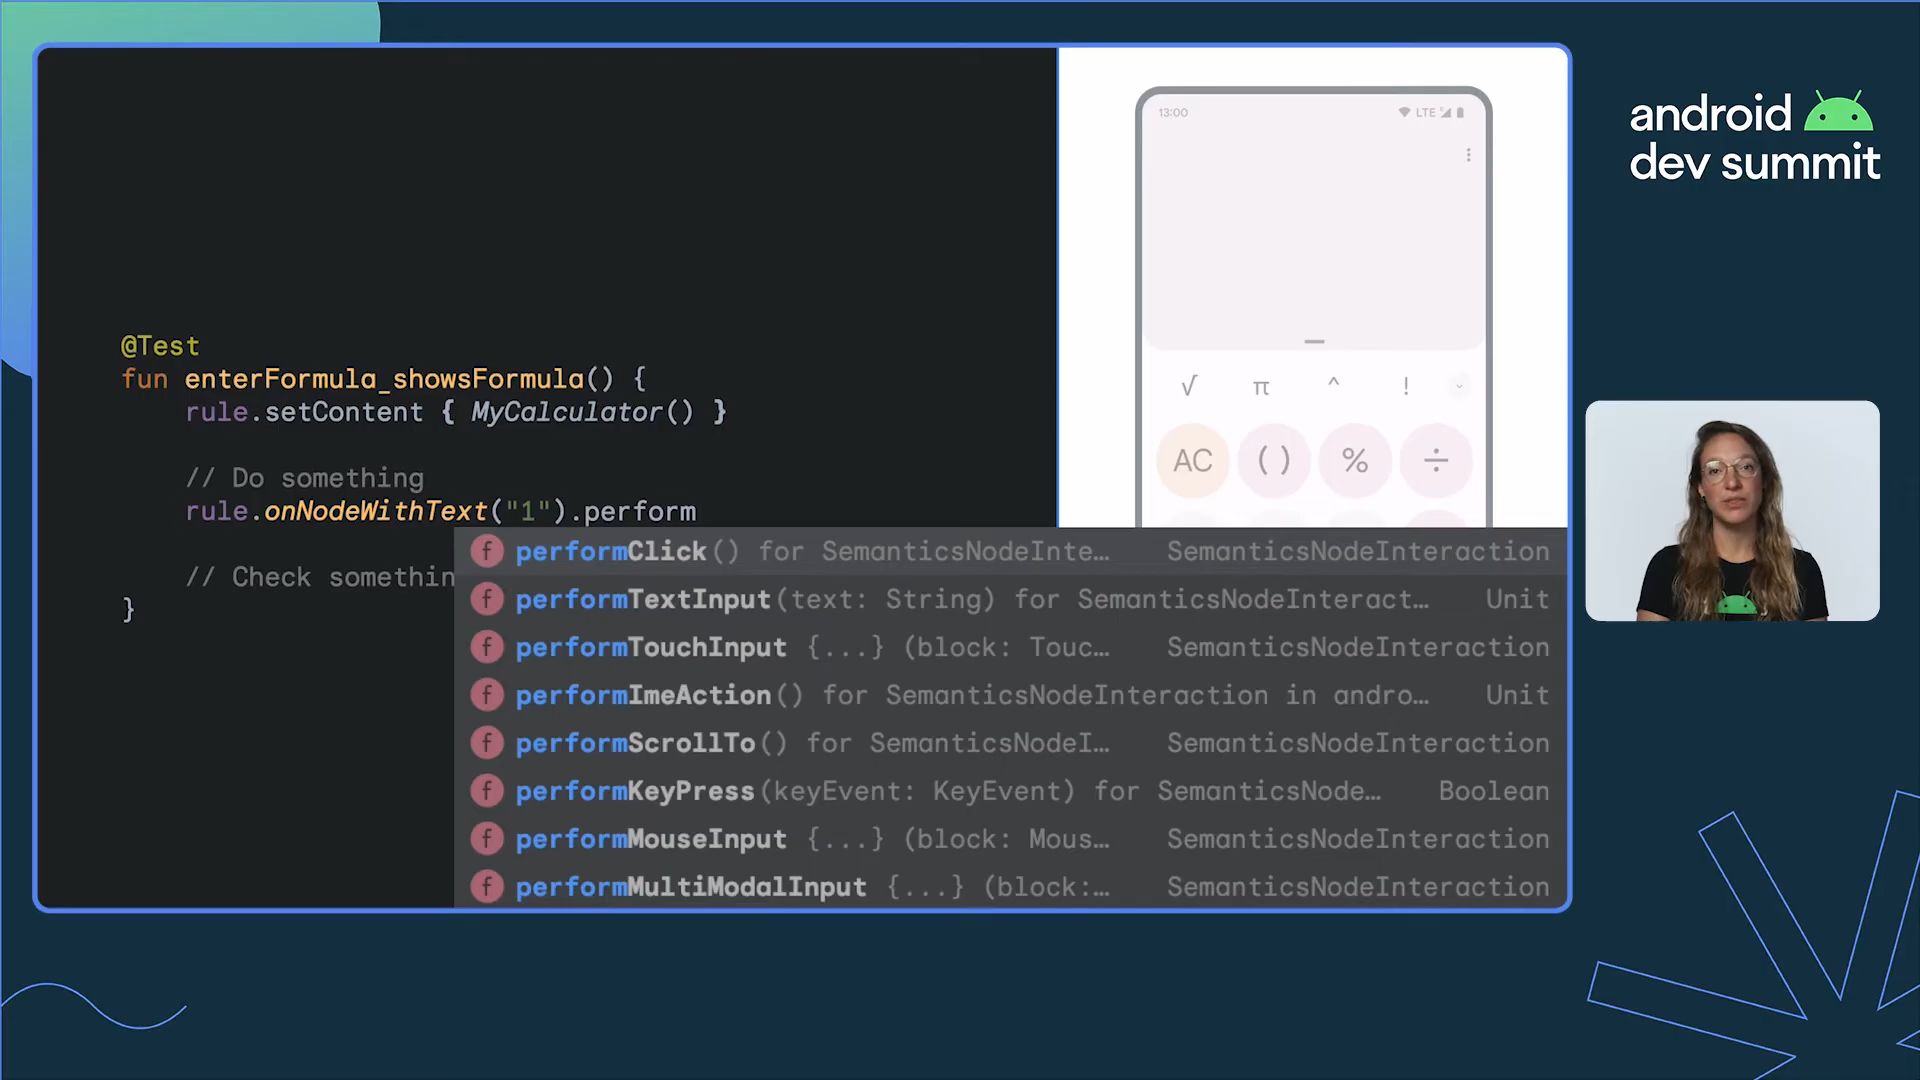 @Test
fun enterFormula_showsFormula() {
rule.setContent { MyCalculator() }
// Do something
rule.onNodeWithText("1").perform
// Check somethin
}
performClick() for SemanticsNodeInte… SemanticsNodeInteraction
performTextInput(text: String) for SemanticsNodeInteract… Unit
performTouchInput {...} (block: Touc… SemanticsNodeInteraction
performImeAction() for SemanticsNodeInteraction in andro… Unit
performScrollTo() for SemanticsNodeI… SemanticsNodeInteraction
performKeyPress(keyEvent: KeyEvent) for SemanticsNode… Boolean
performMouseInput {...} (block: Mous… SemanticsNodeInteraction
performMultiModalInput {...} (block:… SemanticsNodeInteraction
13:00 LTE
√ π ^ !
AC ( ) % ÷
android
dev summit